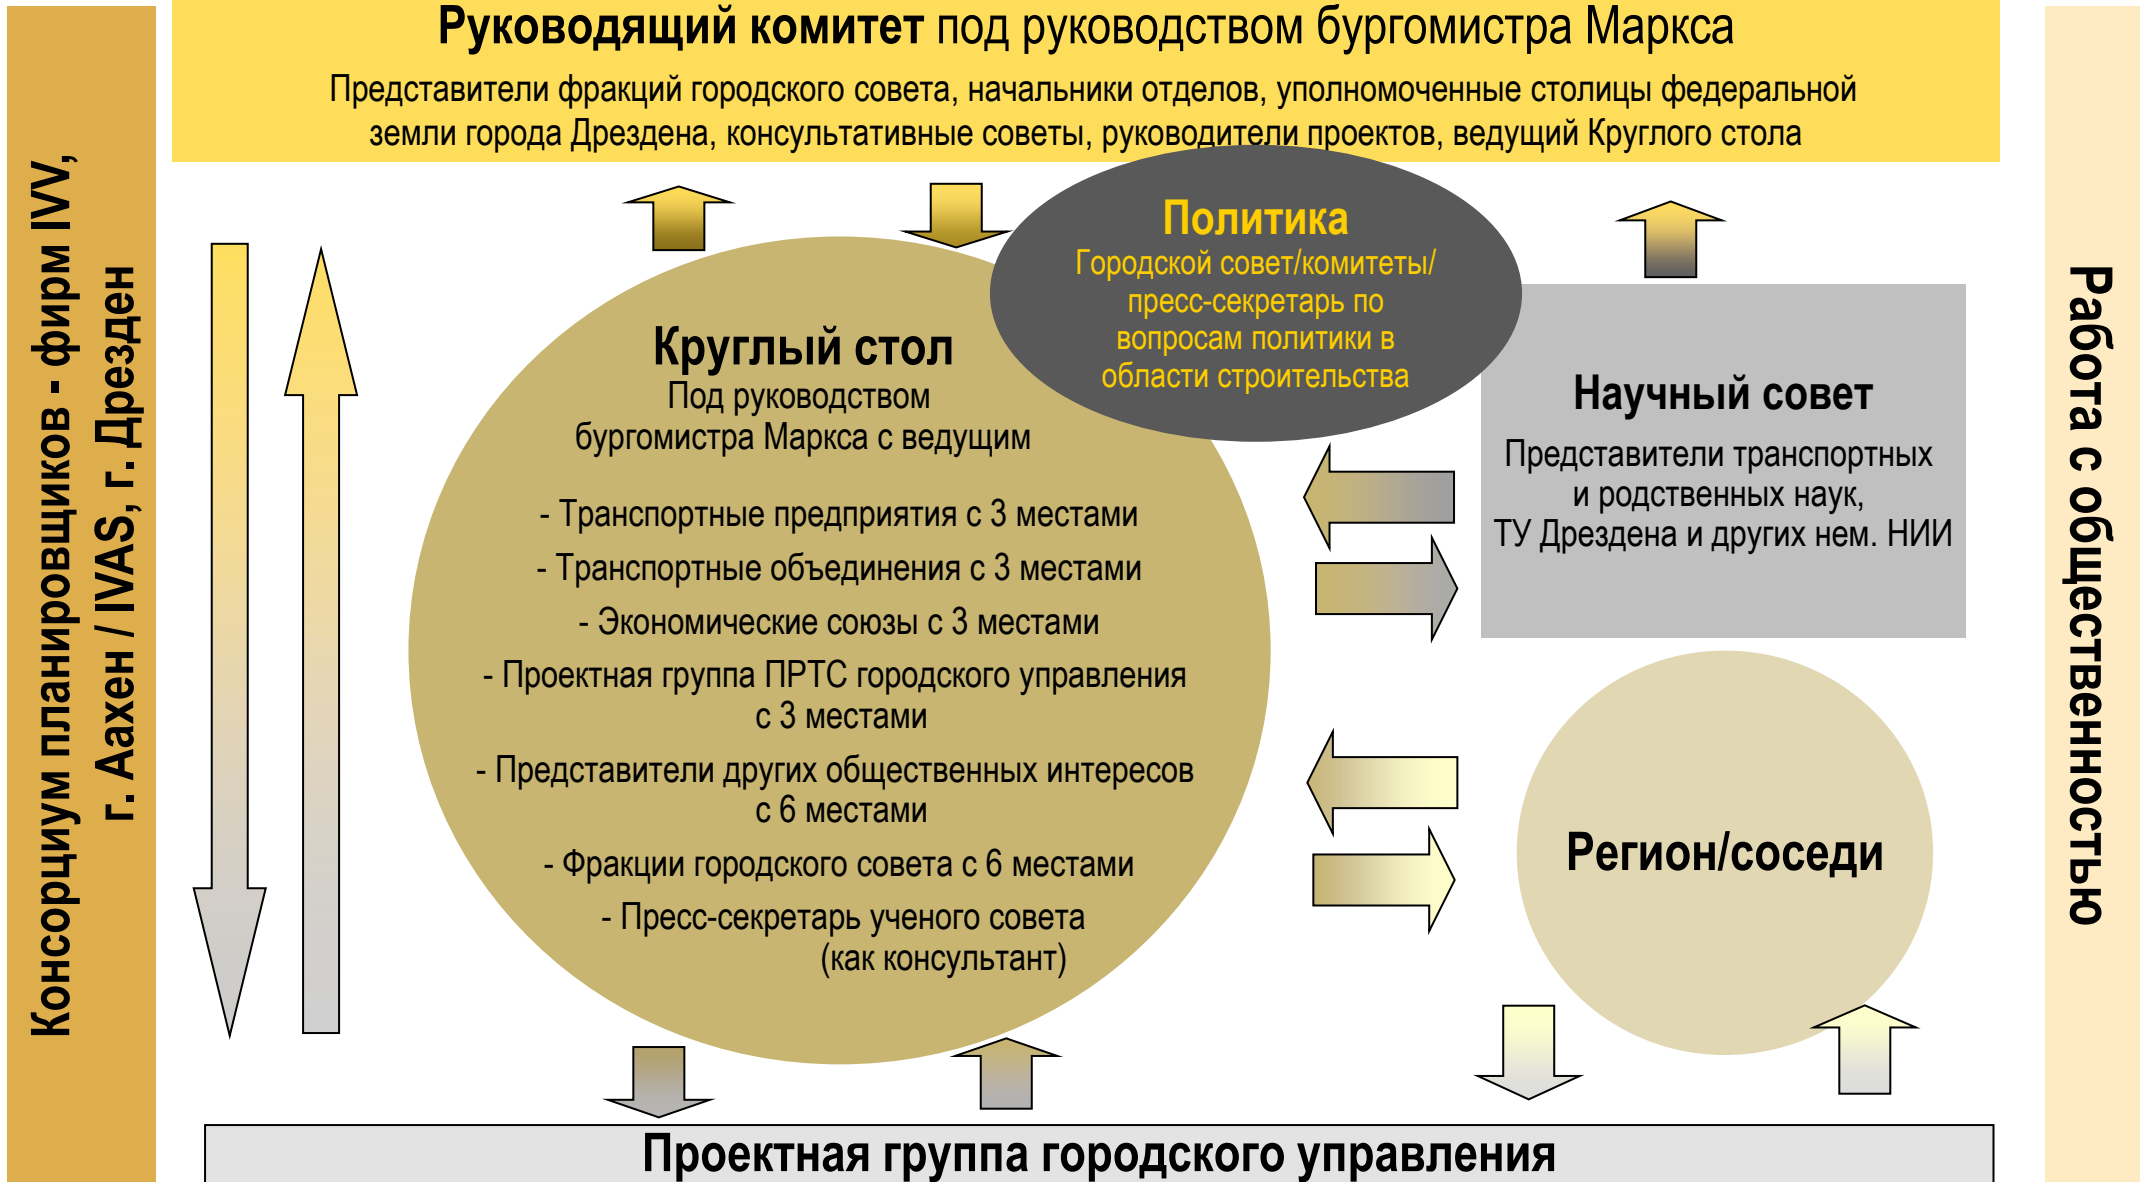 Руководящий комитет под руководством бургомистра Маркса
Представители фракций городского совета, начальники отделов, уполномоченные столицы федеральной
земли города Дрездена, консультативные советы, руководители проектов, ведущий Круглого стола
Консорциум планировщиков - фирм IVV,
г. Аахен / IVAS, г. Дрезден
Политика
Городской совет/комитеты/
пресс-секретарь по
вопросам политики в
области строительства
Круглый стол
Под руководством
бургомистра Маркса с ведущим
- Транспортные предприятия с 3 местами
- Транспортные объединения с 3 местами
- Экономические союзы с 3 местами
- Проектная группа ПРТС городского управления
с 3 местами
- Представители других общественных интересов
с 6 местами
- Фракции городского совета с 6 местами
- Пресс-секретарь ученого совета
(как консультант)
Научный совет
Представители транспортных
и родственных наук,
ТУ Дрездена и других нем. НИИ
Регион/соседи
Работа с общественностью
Проектная группа городского управления